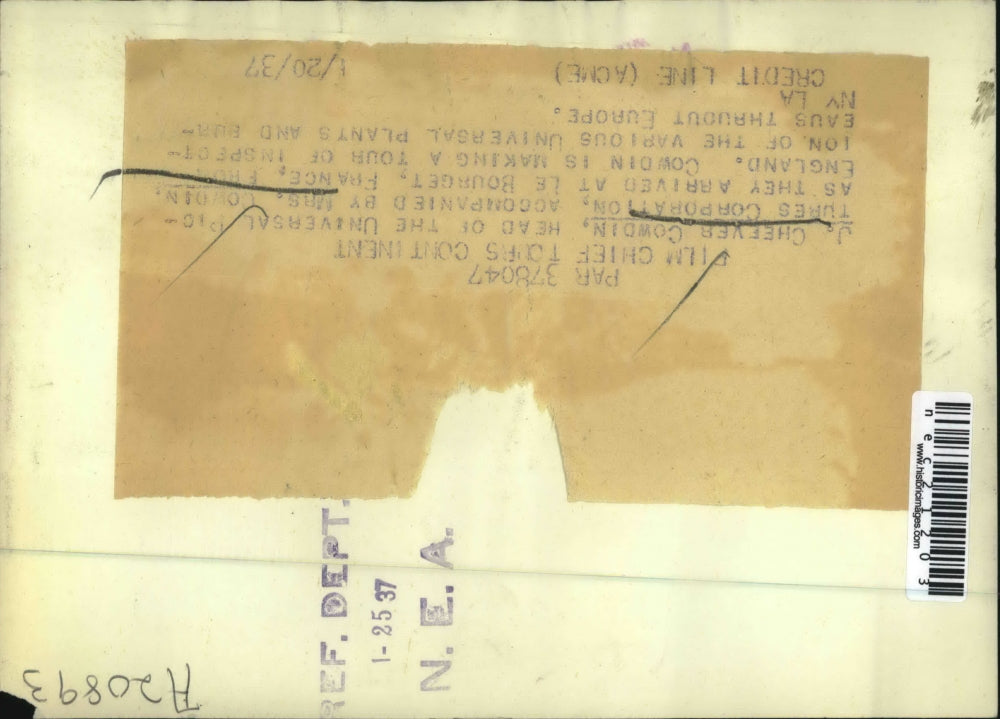 PAR 378047
FILM CHIEF TOURS CONTINENT
J. CHEEVER COWDIN, HEAD OF THE UNIVERSAL PIC-
TURES CORPORATION, ACCOMPANIED BY MRS. COWDIN,
AS THEY ARRIVED AT LE BOURGET, FRANCE, FROM
ENGLAND. COWDIN IS MAKING A TOUR OF INSPECT-
ION OF THE VARIOUS UNIVERSAL PLANTS AND BUR-
EAUS THRUOUT EUROPE.
NY LA
CREDIT LINE (ACME) 1/20/37
REF. DEPT.
1-25 37
N. E. A.
A20893
nec21203
www.historicimages.com